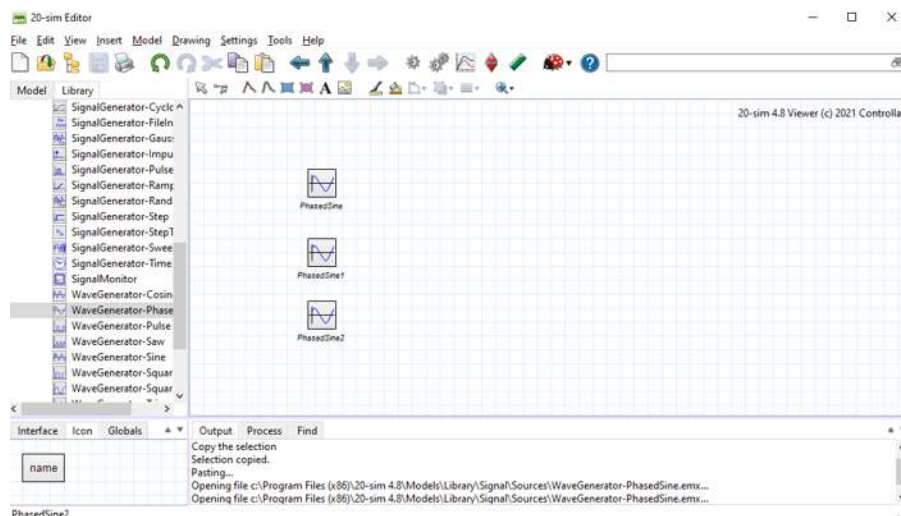 20-sim Editor
File Edit View Insert Model Drawing Settings Tools Help
Model Library
20-sim 4.8 Viewer (c) 2021 Controlla
SignalGenerator-Cyclc
SignalGenerator-FileIn
SignalGenerator-Gaus
SignalGenerator-Impu
SignalGenerator-Pulse
SignalGenerator-Ramp
SignalGenerator-Rand
SignalGenerator-Step
SignalGenerator-StepT
SignalGenerator-Swee
SignalGenerator-Time
SignalMonitor
WaveGenerator-Cosin
WaveGenerator-Phase
WaveGenerator-Pulse
WaveGenerator-Saw
WaveGenerator-Sine
WaveGenerator-Squar
WaveGenerator-Squar
PhasedSine
PhasedSine1
PhasedSine2
Interface Icon Globals
name
Output Process Find
Copy the selection
Selection copied.
Pasting...
Opening file c:\Program Files (x86)\20-sim 4.8\Models\Library\Signal\Sources\WaveGenerator-PhasedSine.emx...
Opening file c:\Program Files (x86)\20-sim 4.8\Models\Library\Signal\Sources\WaveGenerator-PhasedSine.emx...
PhasedSine2